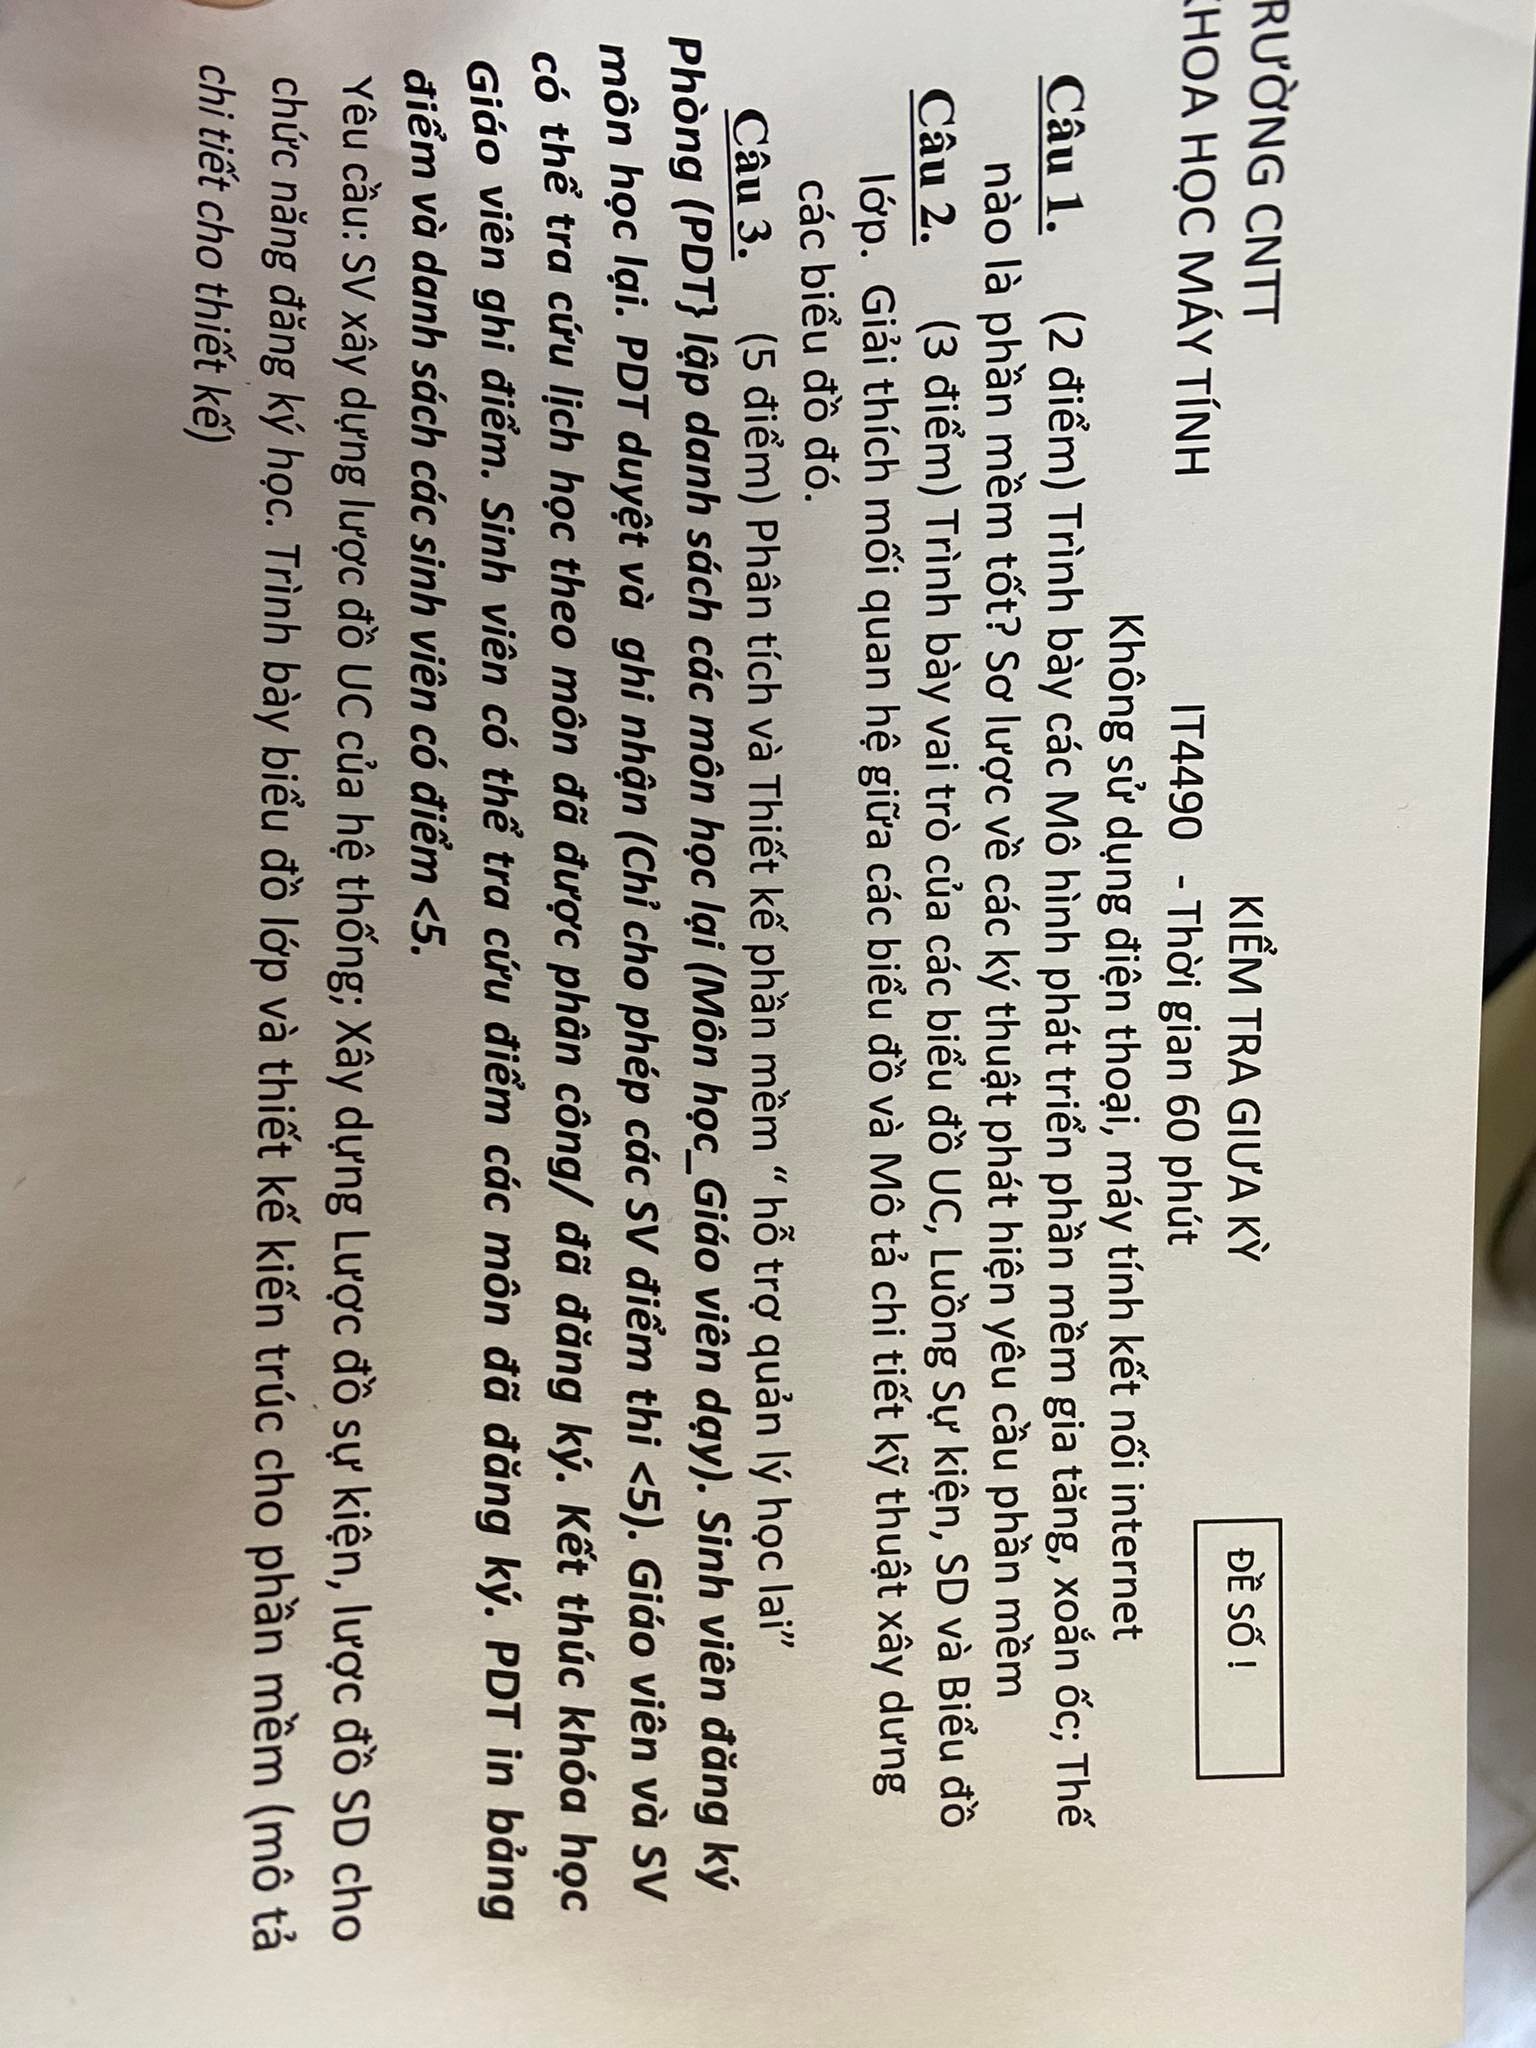 RƯỜNG CNTT
KIỂM TRA GIƯA KỲ
ĐỀ SỐ !
KHOA HỌC MÁY TÍNH
IT4490 - Thời gian 60 phút
Không sử dụng điện thoại, máy tính kết nối internet
Câu 1. (2 điểm) Trình bày các Mô hình phát triển phần mềm gia tăng, xoắn ốc; Thế
nào là phần mềm tốt? Sơ lược về các ký thuật phát hiện yêu cầu phần mềm
Câu 2. (3 điểm) Trình bày vai trò của các biểu đồ UC, Luồng Sự kiện, SD và Biểu đồ
lớp. Giải thích mối quan hệ giữa các biểu đồ và Mô tả chi tiết kỹ thuật xây dưng
các biểu đồ đó.
Câu 3. (5 điểm) Phân tích và Thiết kế phần mềm “ hỗ trợ quản lý học lai”
Phòng (PDT} lập danh sách các môn học lại (Môn học_Giáo viên dạy). Sinh viên đăng ký
môn học lại. PDT duyệt và ghi nhận (Chỉ cho phép các SV điểm thi <5). Giáo viên và SV
có thể tra cứu lịch học theo môn đã được phân công/ đã đăng ký. Kết thúc khóa học
Giáo viên ghi điểm. Sinh viên có thể tra cứu điểm các môn đã đăng ký. PDT in bảng
điểm và danh sách các sinh viên có điểm <5.
Yêu cầu: SV xây dựng lược đồ UC của hệ thống; Xây dựng Lược đồ sự kiện, lược đồ SD cho
chức năng đăng ký học. Trình bày biểu đồ lớp và thiết kế kiến trúc cho phần mềm (mô tả
chi tiết cho thiết kế)